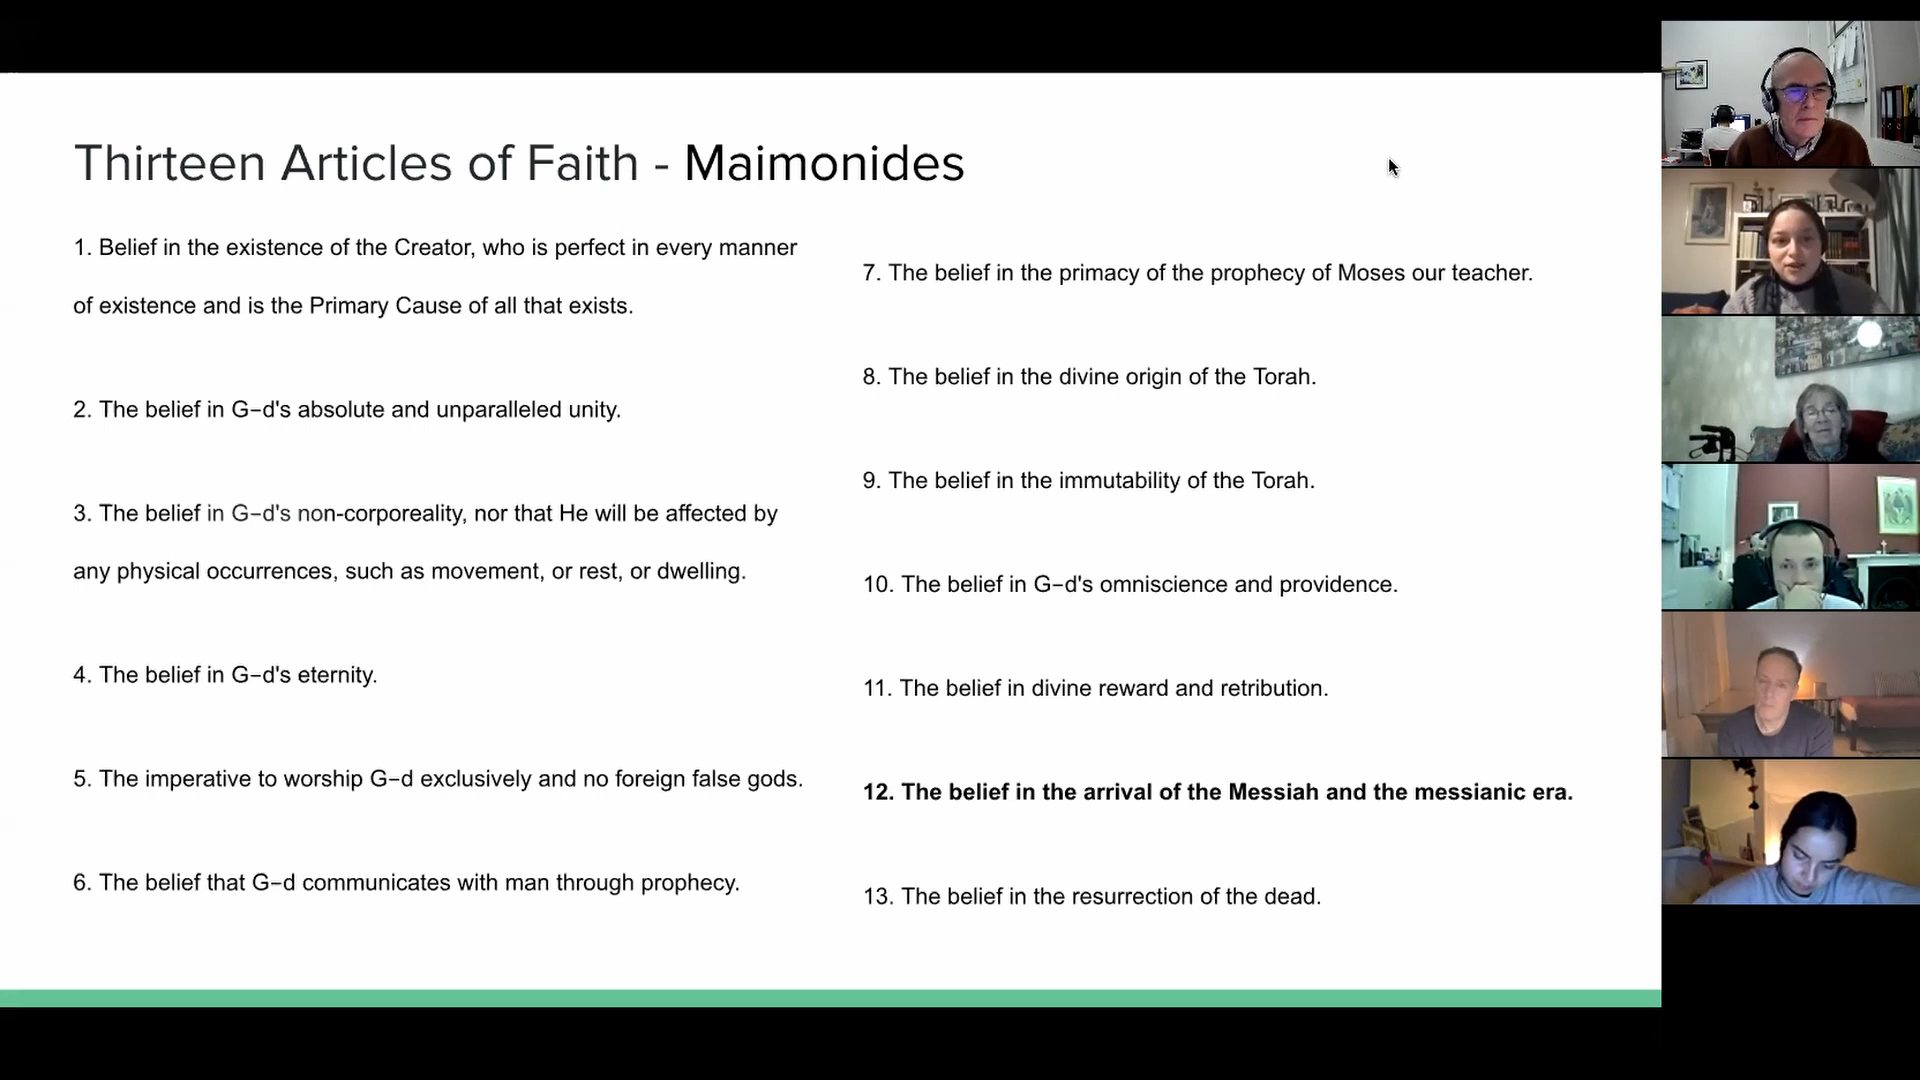 Thirteen Articles of Faith - Maimonides
1. Belief in the existence of the Creator, who is perfect in every manner
of existence and is the Primary Cause of all that exists.
2. The belief in G–d's absolute and unparalleled unity.
3. The belief in G–d's non-corporeality, nor that He will be affected by
any physical occurrences, such as movement, or rest, or dwelling.
4. The belief in G–d's eternity.
5. The imperative to worship G–d exclusively and no foreign false gods.
6. The belief that G–d communicates with man through prophecy.
7. The belief in the primacy of the prophecy of Moses our teacher.
8. The belief in the divine origin of the Torah.
9. The belief in the immutability of the Torah.
10. The belief in G–d's omniscience and providence.
11. The belief in divine reward and retribution.
12. The belief in the arrival of the Messiah and the messianic era.
13. The belief in the resurrection of the dead.